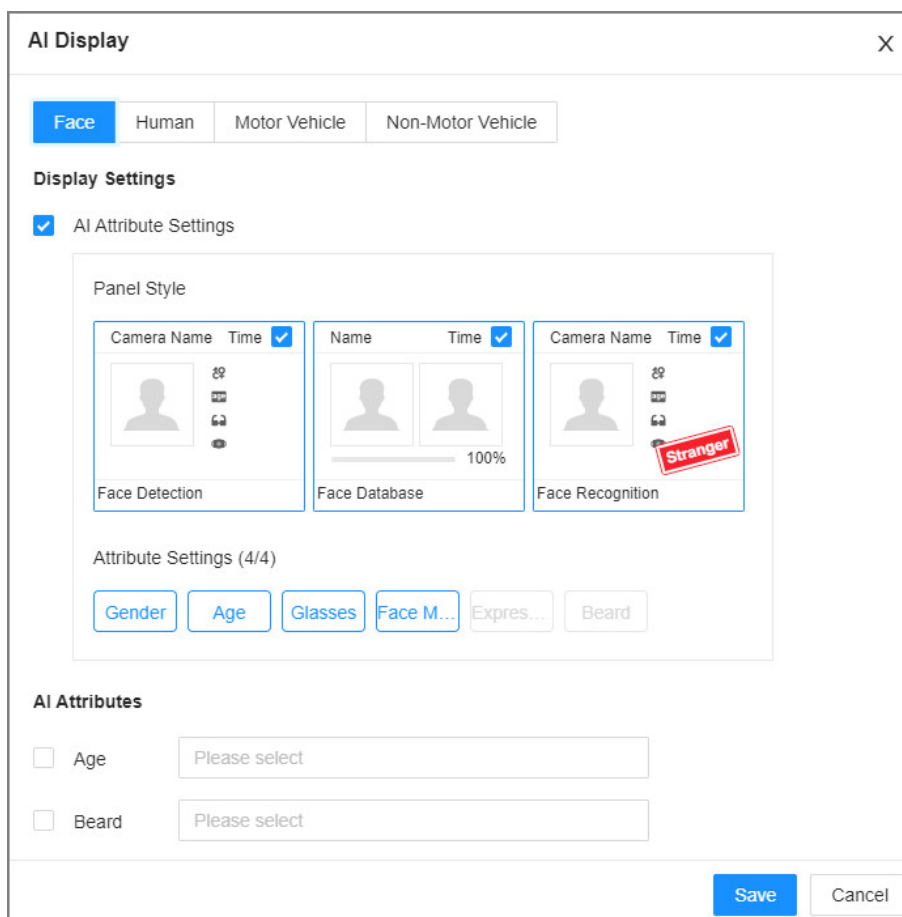 AI Display
X
Face Human Motor Vehicle Non-Motor Vehicle
Display Settings
AI Attribute Settings
Panel Style
Camera Name Time Name Time Camera Name Time
age age
100% Stranger
Face Detection Face Database Face Recognition
Attribute Settings (4/4)
Gender Age Glasses Face M... Expres... Beard
AI Attributes
Age Please select
Beard Please select
Save Cancel